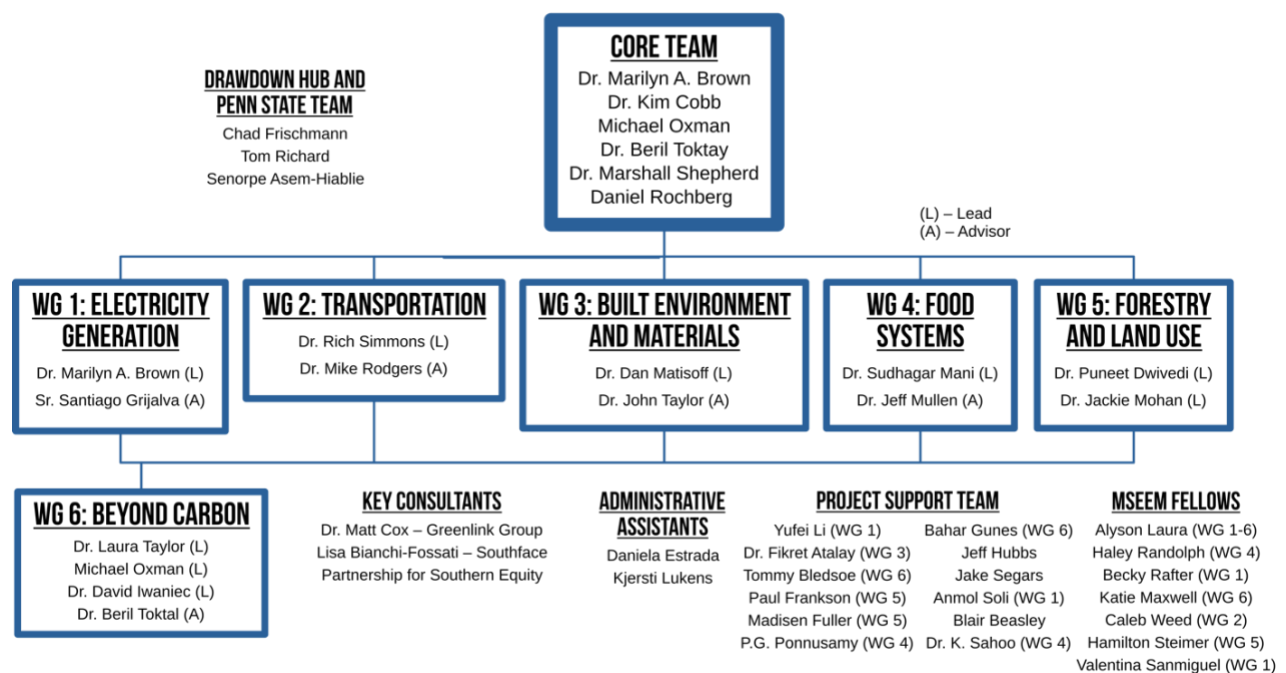 CORE TEAM
Dr. Marilyn A. Brown
Dr. Kim Cobb
Michael Oxman
Dr. Beril Toktay
Dr. Marshall Shepherd
Daniel Rochberg
DRAWDOWN HUB AND
PENN STATE TEAM
Chad Frischmann
Tom Richard
Senorpe Asem-Hiablie
(L) – Lead
(A) – Advisor
WG 1: ELECTRICITY
GENERATION
Dr. Marilyn A. Brown (L)
Sr. Santiago Grijalva (A)
WG 2: TRANSPORTATION
Dr. Rich Simmons (L)
Dr. Mike Rodgers (A)
WG 3: BUILT ENVIRONMENT
AND MATERIALS
Dr. Dan Matisoff (L)
Dr. John Taylor (A)
WG 4: FOOD
SYSTEMS
Dr. Sudhagar Mani (L)
Dr. Jeff Mullen (A)
WG 5: FORESTRY
AND LAND USE
Dr. Puneet Dwivedi (L)
Dr. Jackie Mohan (L)
WG 6: BEYOND CARBON
Dr. Laura Taylor (L)
Michael Oxman (L)
Dr. David Iwaniec (L)
Dr. Beril Toktal (A)
KEY CONSULTANTS
Dr. Matt Cox – Greenlink Group
Lisa Bianchi-Fossati – Southface
Partnership for Southern Equity
ADMINISTRATIVE
ASSISTANTS
Daniela Estrada
Kjersti Lukens
PROJECT SUPPORT TEAM
Yufei Li (WG 1)
Dr. Fikret Atalay (WG 3)
Tommy Bledsoe (WG 6)
Paul Frankson (WG 5)
Madisen Fuller (WG 5)
P.G. Ponnusamy (WG 4)
Bahar Gunes (WG 6)
Jeff Hubbs
Jake Segars
Anmol Soli (WG 1)
Blair Beasley
Dr. K. Sahoo (WG 4)
MSEEM FELLOWS
Alyson Laura (WG 1-6)
Haley Randolph (WG 4)
Becky Rafter (WG 1)
Katie Maxwell (WG 6)
Caleb Weed (WG 2)
Hamilton Steimer (WG 5)
Valentina Sanmiguel (WG 1)